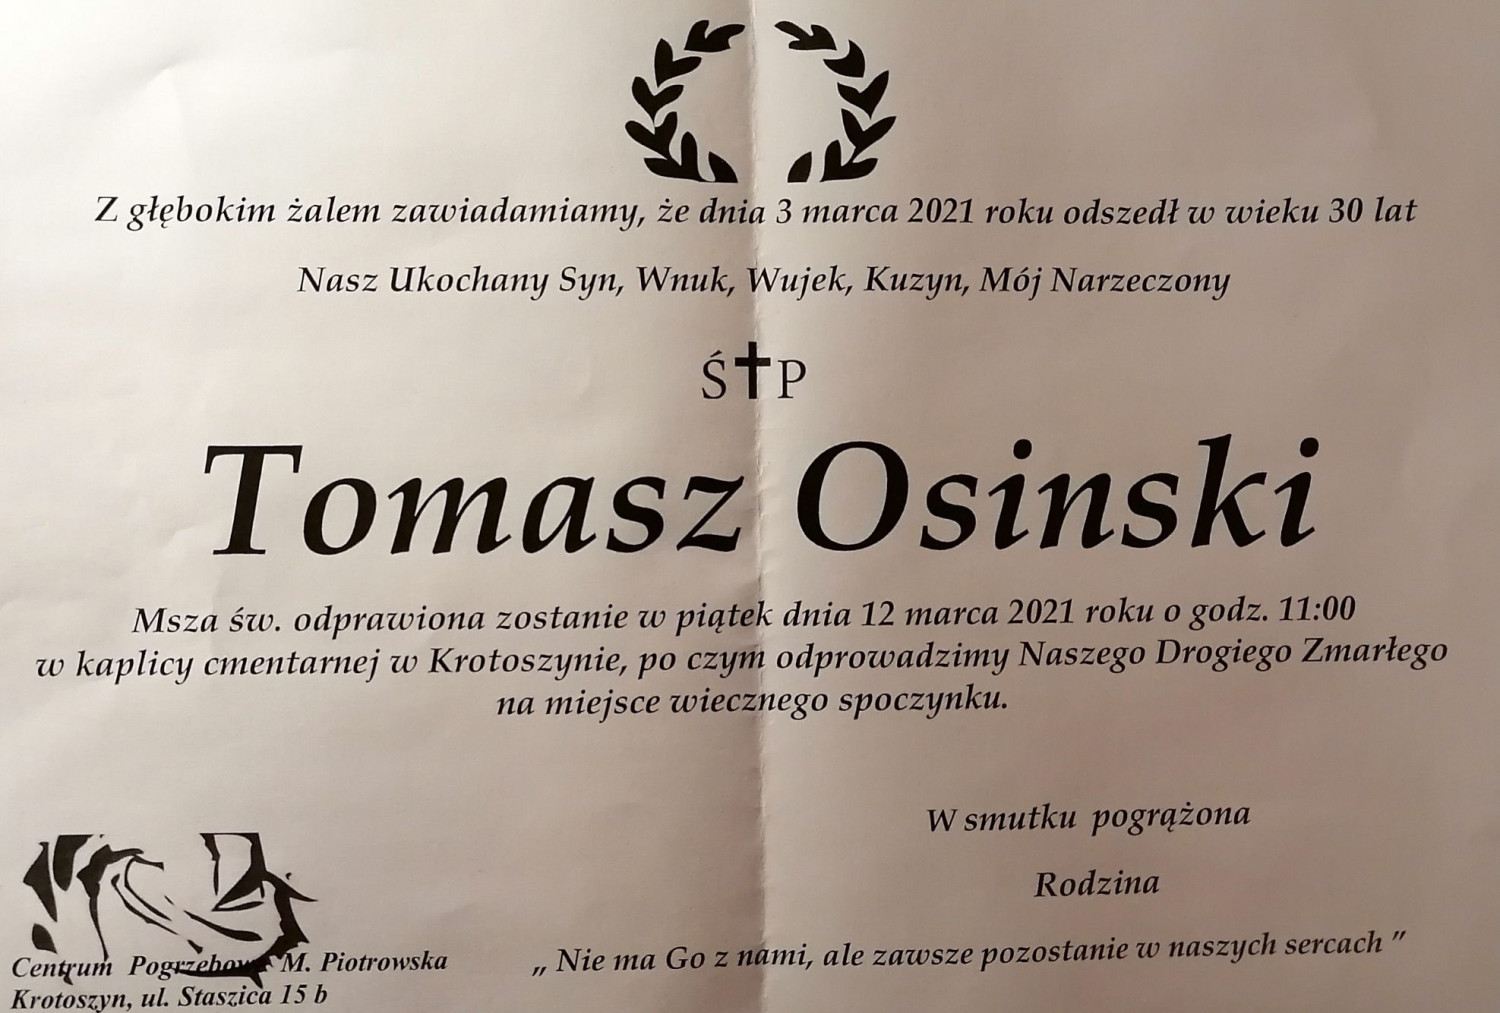 Z głębokim żalem zawiadamiamy, że dnia 3 marca 2021 roku odszedł w wieku 30 lat
Nasz Ukochany Syn, Wnuk, Wujek, Kuzyn, Mój Narzeczony
Ś✝P
Tomasz Osinski
Msza św. odprawiona zostanie w piątek dnia 12 marca 2021 roku o godz. 11:00
w kaplicy cmentarnej w Krotoszynie, po czym odprowadzimy Naszego Drogiego Zmarłego
na miejsce wiecznego spoczynku.
W smutku pogrążona
Rodzina
„ Nie ma Go z nami, ale zawsze pozostanie w naszych sercach ”
Centrum Pogrzebowe M. Piotrowska
Krotoszyn, ul. Staszica 15 b